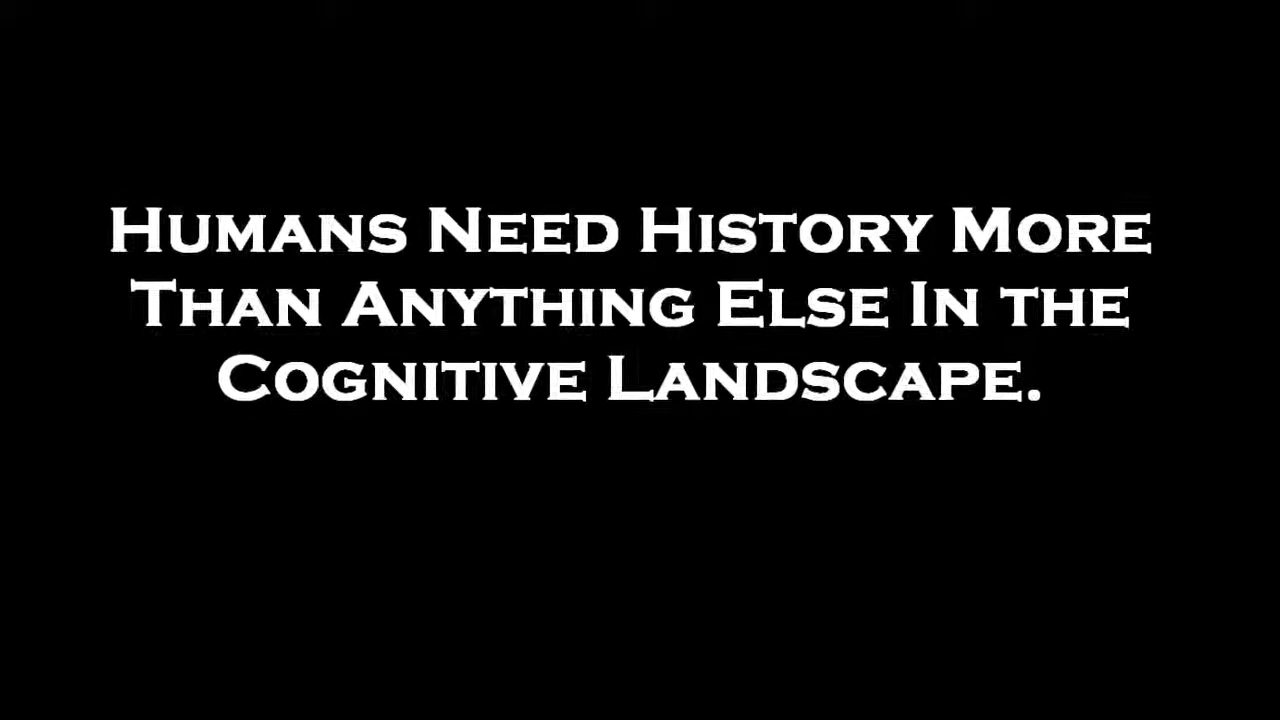 Humans Need History More
Than Anything Else In the
Cognitive Landscape.